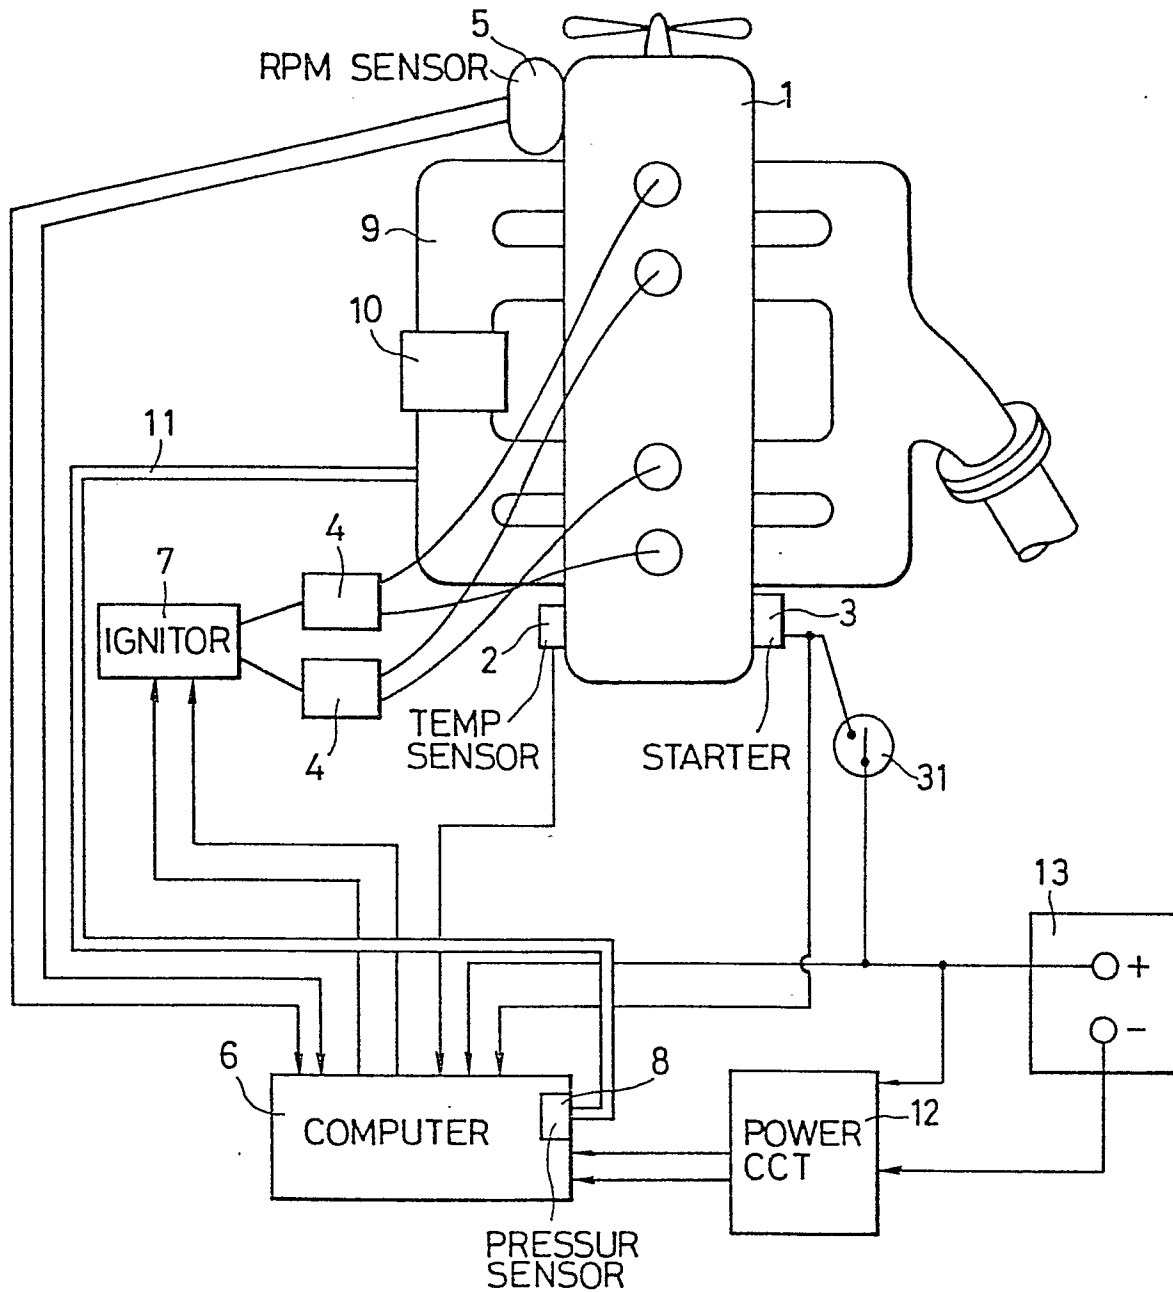 5
RPM SENSOR
1
9
10
11
7
4
IGNITOR
2
3
4
TEMP
SENSOR
STARTER
31
13
+
−
6
8
12
COMPUTER
POWER
CCT
PRESSUR
SENSOR